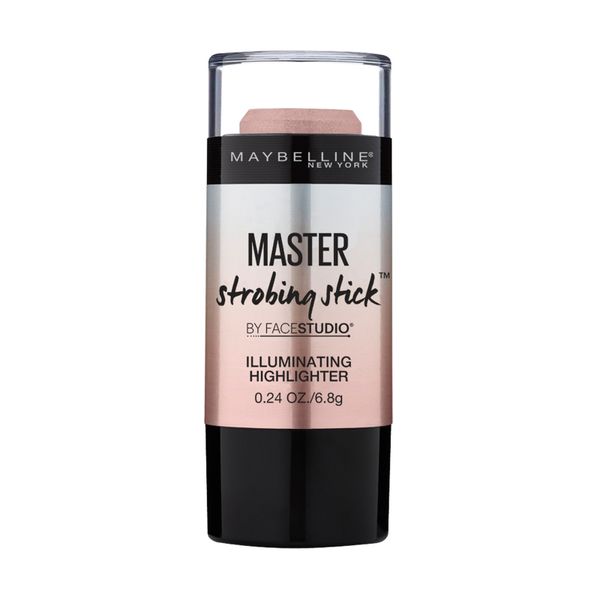 MAYBELLINE®
NEW YORK
MASTER
strobing stick™
BY FACESTUDIO®
ILLUMINATING
HIGHLIGHTER
0.24 OZ./6.8g